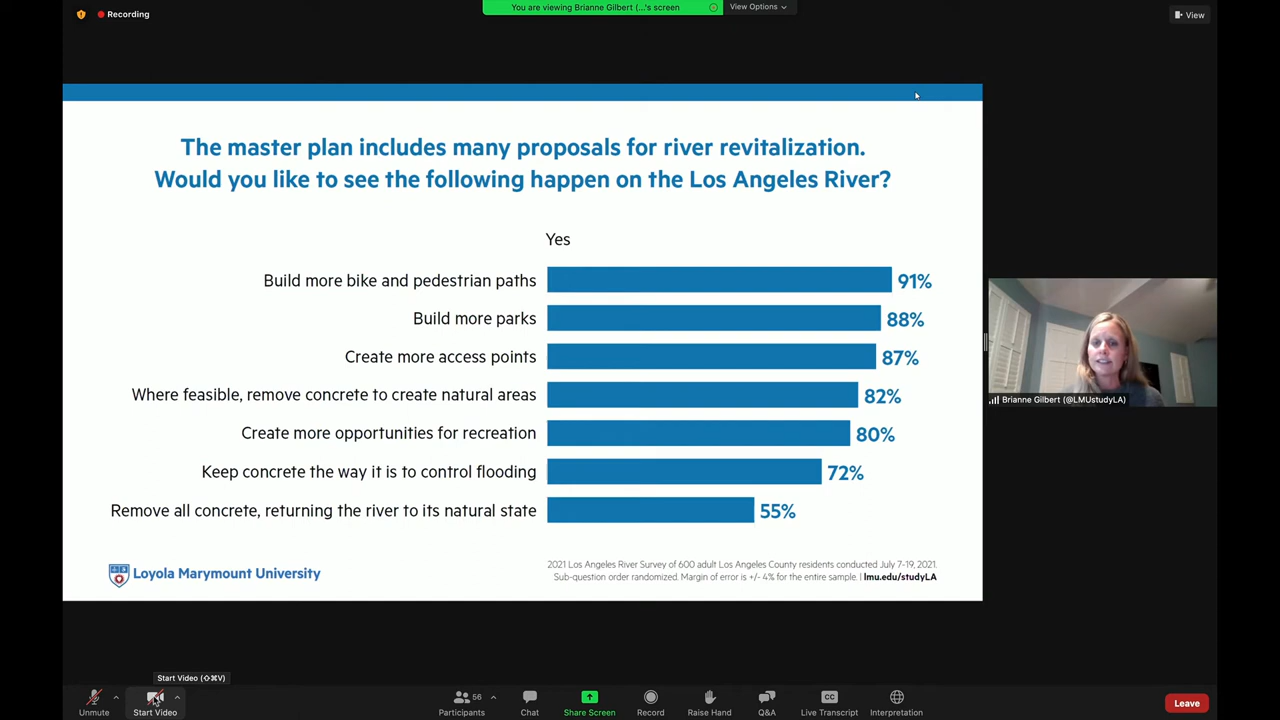 Recording
You are viewing Brianne Gilbert (...'s screen
View Options
View
The master plan includes many proposals for river revitalization.
Would you like to see the following happen on the Los Angeles River?
Yes
Build more bike and pedestrian paths 91%
Build more parks 88%
Create more access points 87%
Where feasible, remove concrete to create natural areas 82%
Create more opportunities for recreation 80%
Keep concrete the way it is to control flooding 72%
Remove all concrete, returning the river to its natural state 55%
Brianne Gilbert (@LMUstudyLA)
Loyola Marymount University
2021 Los Angeles River Survey of 600 adult Los Angeles County residents conducted July 7-19, 2021.
Sub-question order randomized. Margin of error is +/- 4% for the entire sample. | lmu.edu/studyLA
Start Video (⇧⌘V)
Unmute
Start Video
56
Participants
Chat
Share Screen
Record
Raise Hand
Q&A
CC
Live Transcript
Interpretation
Leave